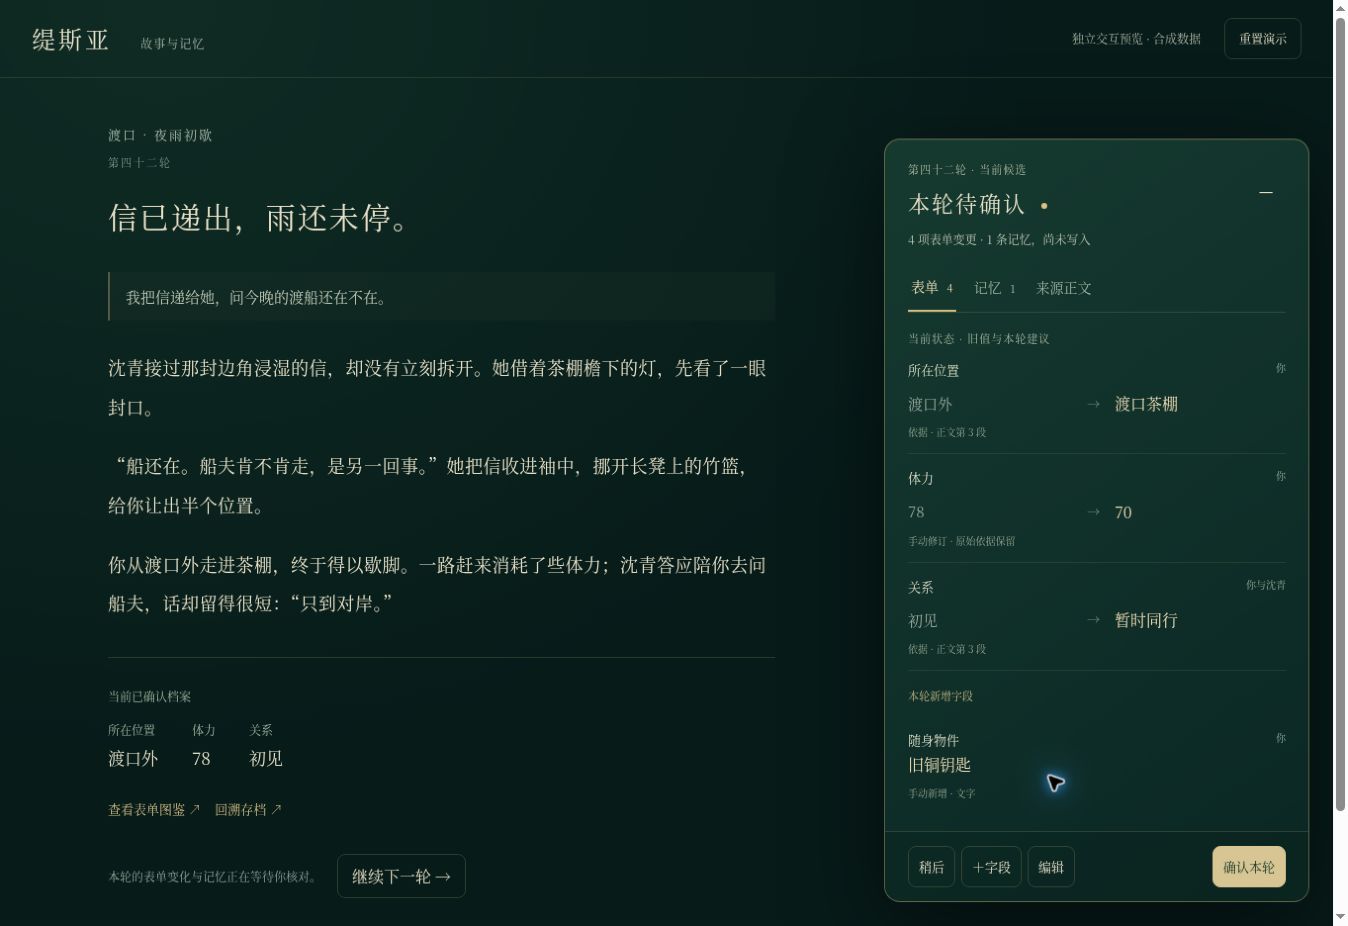 缇斯亚
故事与记忆
独立交互预览 · 合成数据
重置演示
渡口 · 夜雨初歇
第四十二轮
信已递出，雨还未停。
我把信递给她，问今晚的渡船还在不在。
沈青接过那封边角浸湿的信，却没有立刻拆开。她借着茶棚檐下的灯，先看了一眼
封口。
“船还在。船夫肯不肯走，是另一回事。”她把信收进袖中，挪开长凳上的竹篮，
给你让出半个位置。
你从渡口外走进茶棚，终于得以歇脚。一路赶来消耗了些体力；沈青答应陪你去问
船夫，话却留得很短：“只到对岸。”
当前已确认档案
所在位置 体力 关系
渡口外 78 初见
查看表单图鉴 ↗ 回溯存档 ↗
本轮的表单变化与记忆正在等待你核对。
继续下一轮 →
第四十二轮 · 当前候选
本轮待确认
4 项表单变更 · 1 条记忆，尚未写入
表单 4 记忆 1 来源正文
当前状态 · 旧值与本轮建议
所在位置 你
渡口外 → 渡口茶棚
依据 · 正文第 3 段
体力 你
78 → 70
手动修订 · 原始依据保留
关系 你与沈青
初见 → 暂时同行
依据 · 正文第 3 段
本轮新增字段
随身物件 你
旧铜钥匙
手动新增 · 文字
稍后 ＋字段 编辑 确认本轮